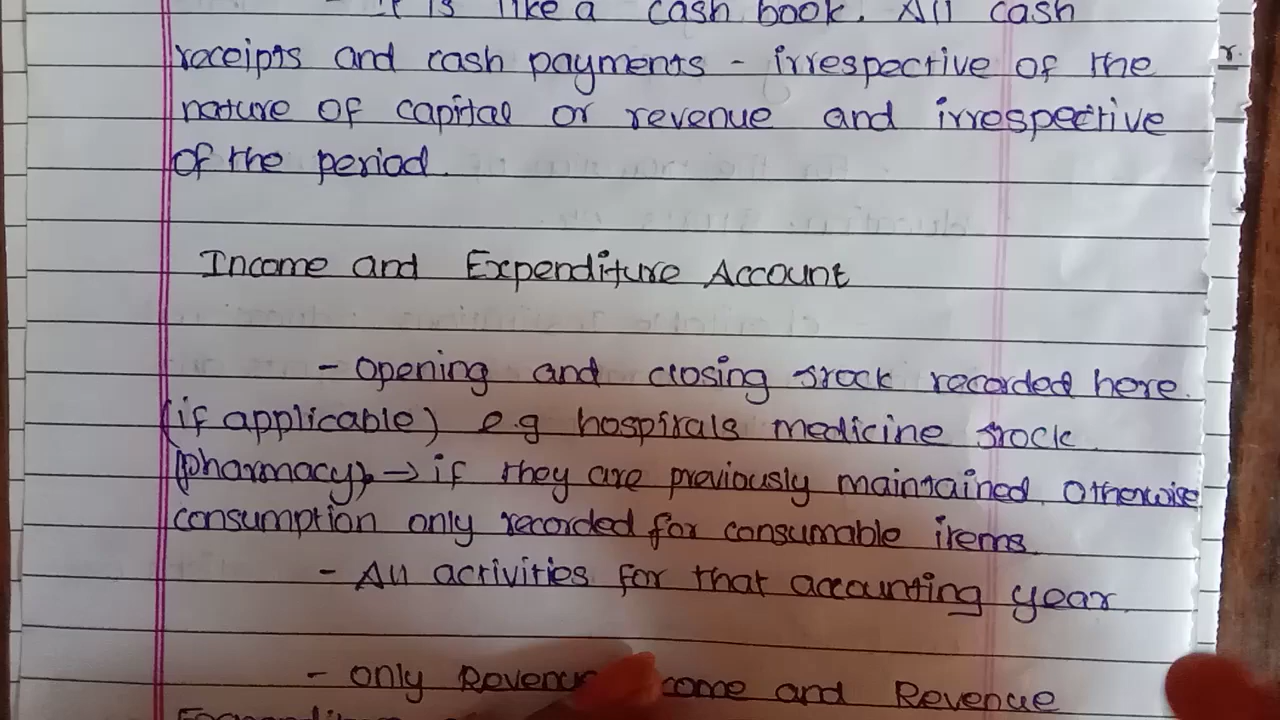 It is like a cash book. All cash
receipts and cash payments - irrespective of the
nature of capital or revenue and irrespective
of the period.
Income and Expenditure Account
- Opening and closing stock recorded here.
(if applicable) e.g hospitals medicine stock
(pharmacy) → if they are previously maintained. Otherwise
consumption only recorded for consumable items.
- All activities for that accounting year.
- Only Revenue and Revenue